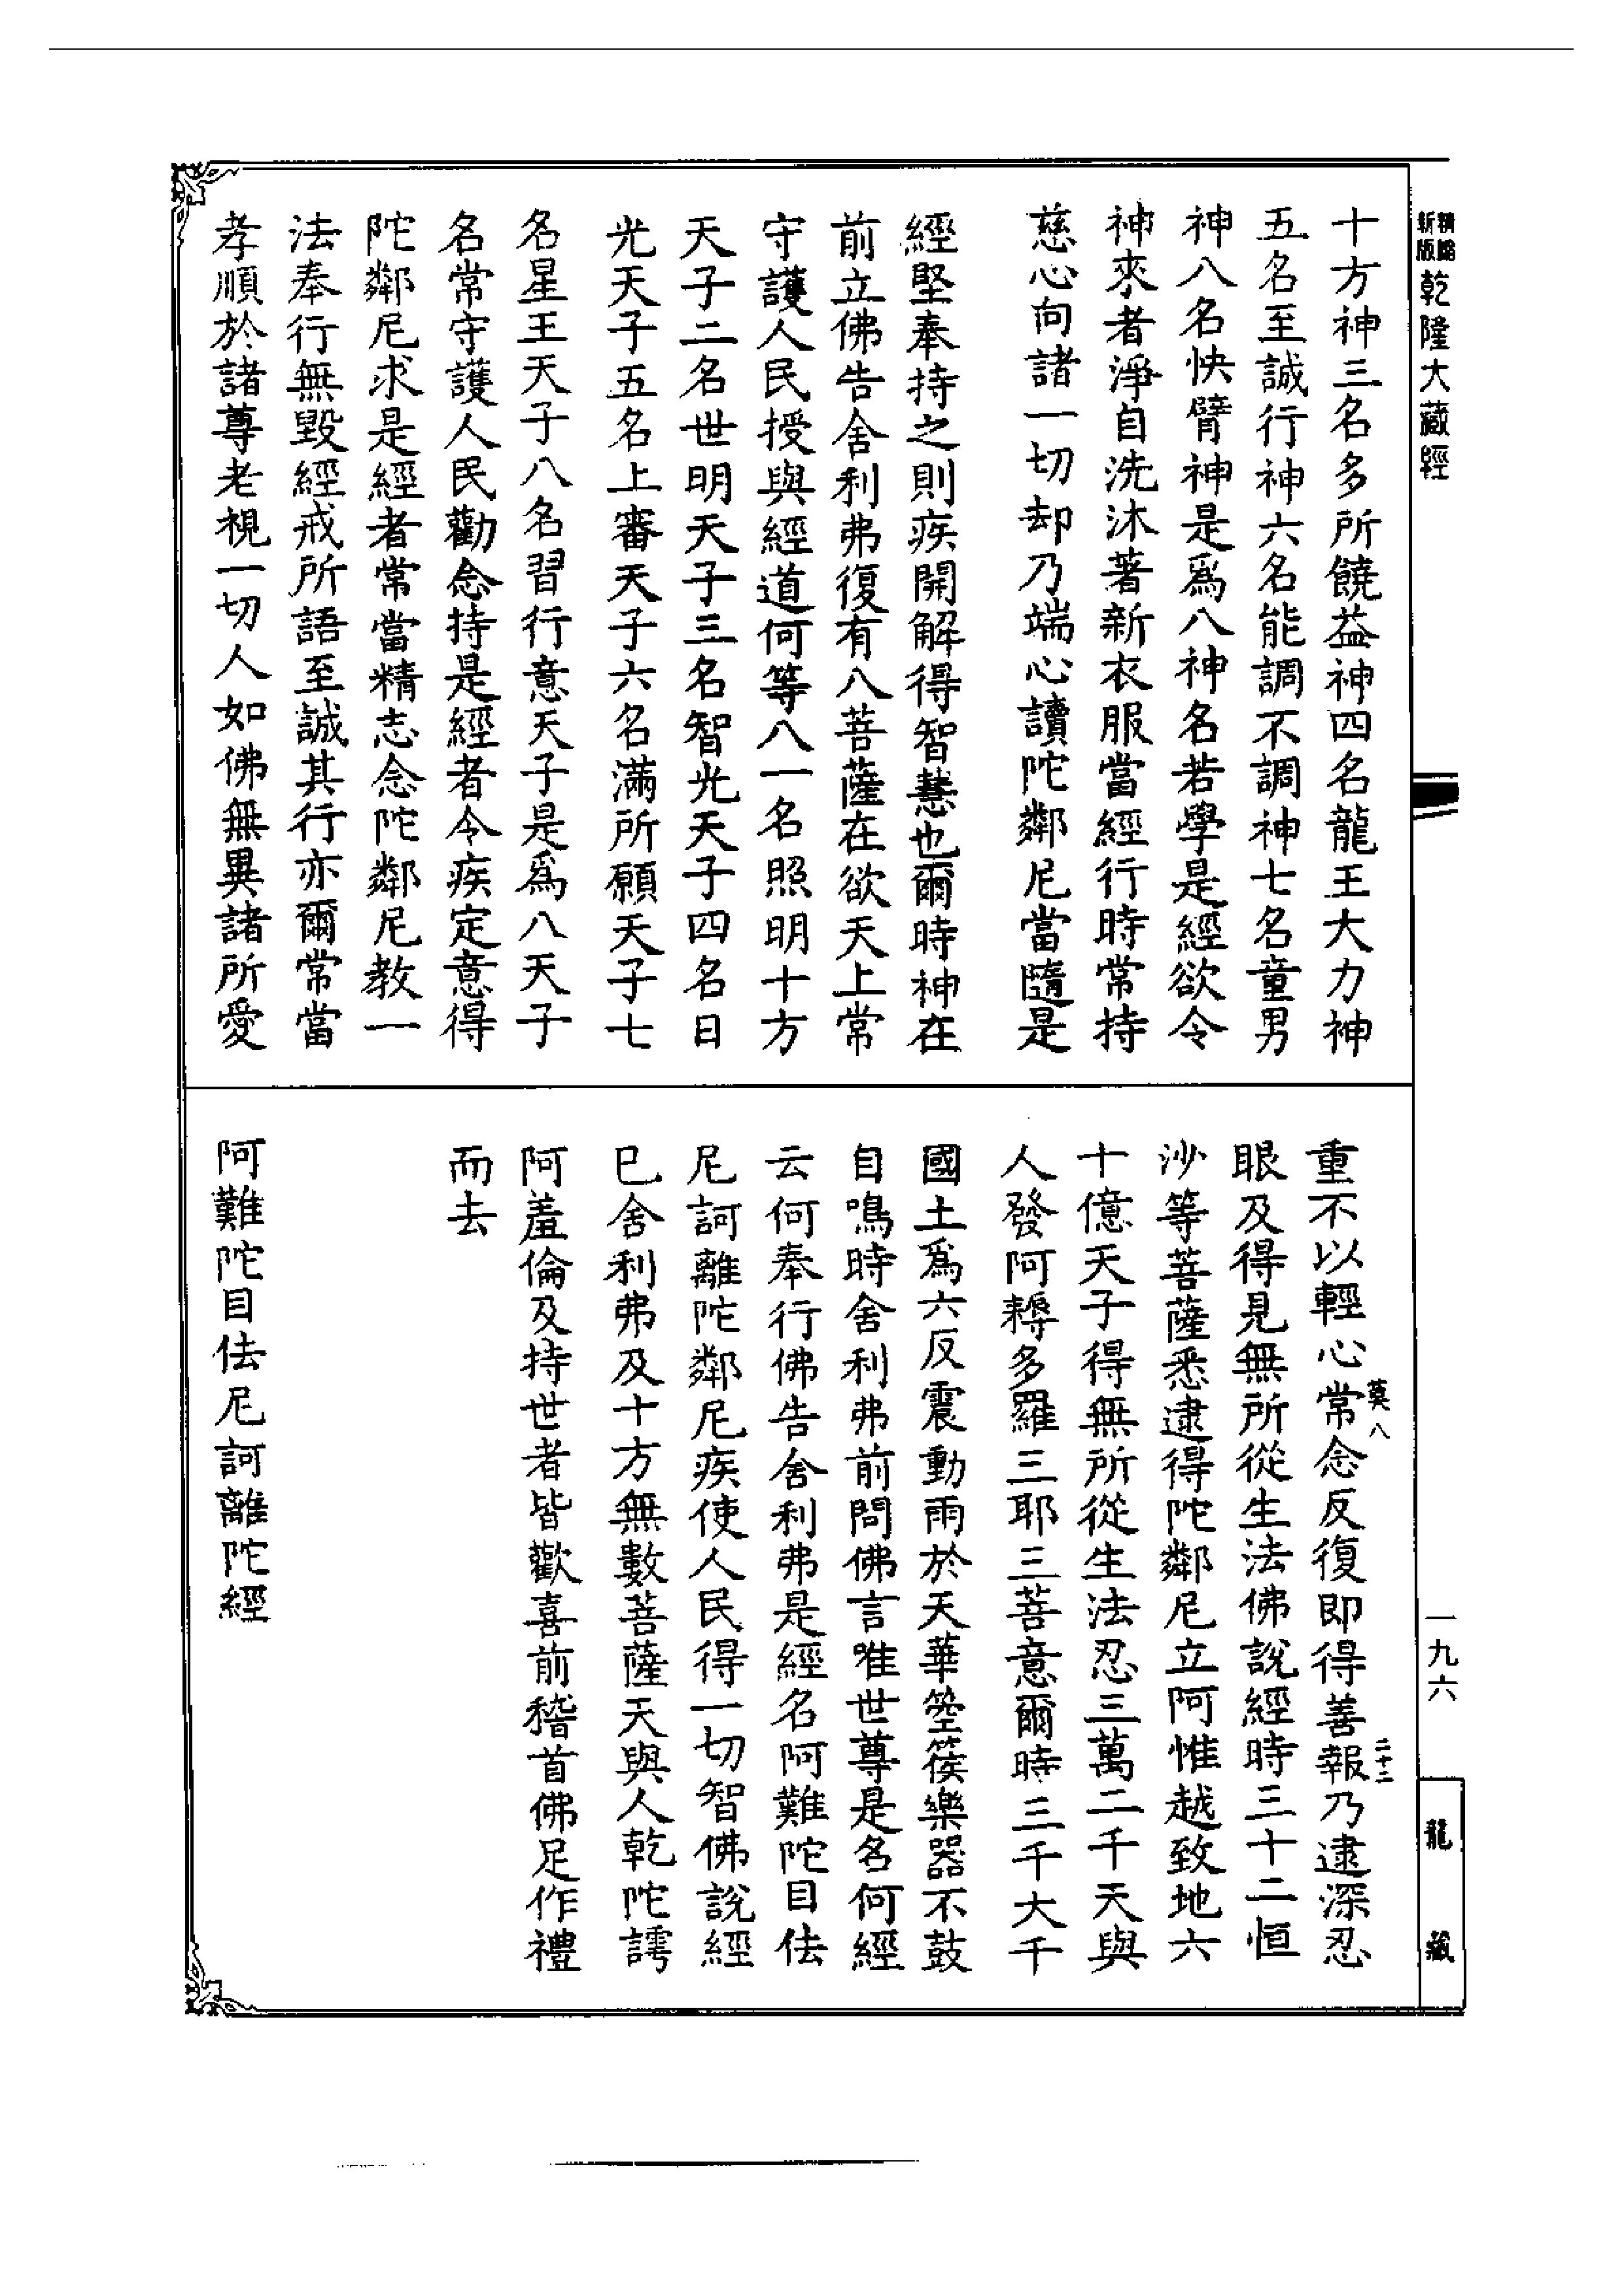 新版精縮乾隆大藏經
十方神三名多所饒益神四名龍王大力神
五名至誠行神六名能調不調神七名童男
神八名快臂神是爲八神名若學是經欲令
神來者淨自洗沐著新衣服當經行時常持
慈心向諸一切却乃端心讀陀鄰尼當隨是
經堅奉持之則疾開解得智慧也爾時神在
前立佛告舍利弗復有八菩薩在欲天上常
守護人民授與經道何等八一名照明十方
天子二名世明天子三名智光天子四名日
光天子五名上審天子六名滿所願天子七
名星王天子八名習行意天子是爲八天子
名常守護人民勸念持是經者令疾定意得
陀鄰尼求是經者常當精志念陀鄰尼教一
法奉行無毀經戒所語至誠其行亦爾常當
孝順於諸尊老視一切人如佛無異諸所愛
重不以輕心常念反復即得善報乃逮深忍
眼及得見無所從生法佛說經時三十二恒
沙等菩薩悉逮得陀鄰尼立阿惟越致地六
十億天子得無所從生法忍三萬二千天與
人發阿耨多羅三耶三菩意爾時三千大千
國土爲六反震動雨於天華箜篌樂器不鼓
自鳴時舍利弗前問佛言唯世尊是名何經
云何奉行佛告舍利弗是經名阿難陀目佉
尼訶離陀鄰尼疾使人民得一切智佛說經
已舍利弗及十方無數菩薩天與人乾陀譳
阿羞倫及持世者皆歡喜前稽首佛足作禮
而去
阿難陀目佉尼訶離陀經
莫八
二十二
一九六
龍藏